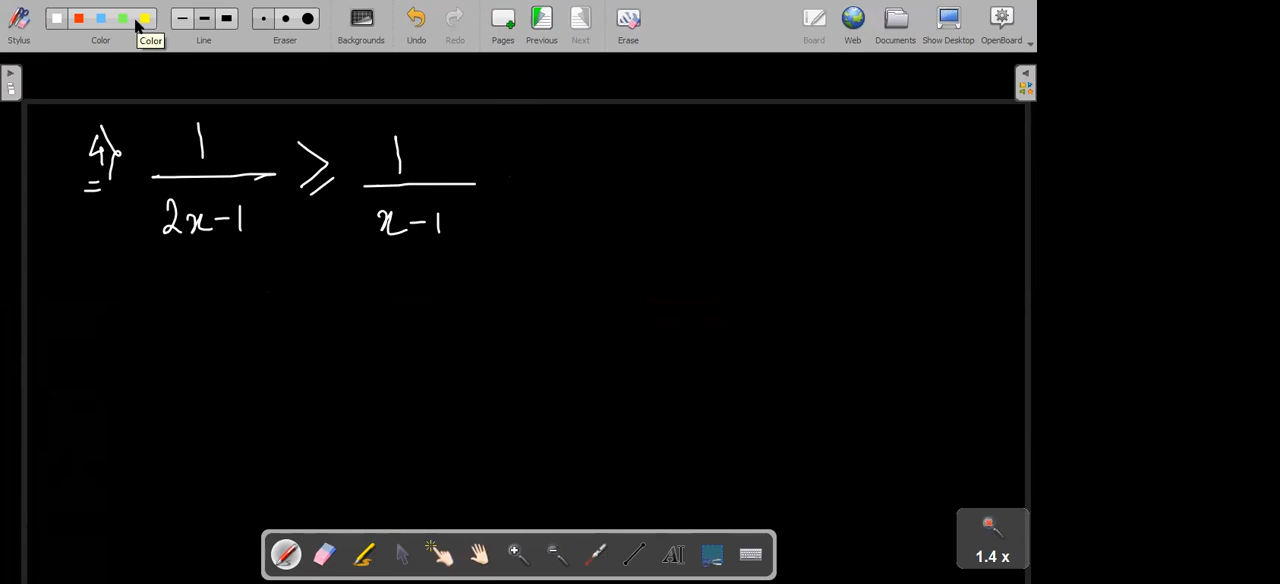 Stylus Color Line Eraser Backgrounds Undo Redo Pages Previous Next Erase Board Web Documents Show Desktop OpenBoard
Color
4) 1/(2x-1) ≥ 1/(x-1)
1.4 x